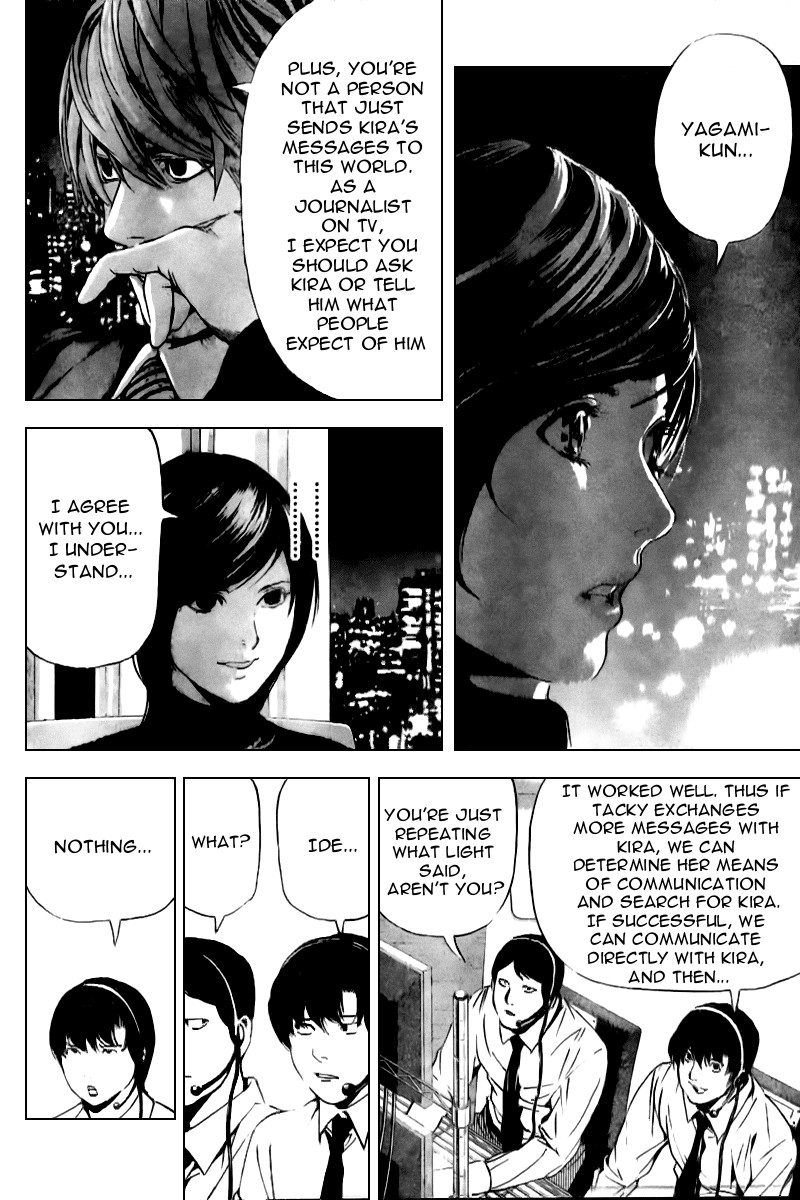 YAGAMI-
KUN...
PLUS, YOU'RE
NOT A PERSON
THAT JUST
SENDS KIRA'S
MESSAGES TO
THIS WORLD.
AS A
JOURNALIST
ON TV,
I EXPECT YOU
SHOULD ASK
KIRA OR TELL
HIM WHAT
PEOPLE
EXPECT OF HIM
I AGREE
WITH YOU...
I UNDER-
STAND...
IT WORKED WELL. THUS IF
TACKY EXCHANGES
MORE MESSAGES WITH
KIRA, WE CAN
DETERMINE HER MEANS
OF COMMUNICATION
AND SEARCH FOR KIRA.
IF SUCCESSFUL, WE
CAN COMMUNICATE
DIRECTLY WITH KIRA,
AND THEN...
YOU'RE JUST
REPEATING
WHAT LIGHT
SAID,
AREN'T YOU?
IDE...
WHAT?
NOTHING...